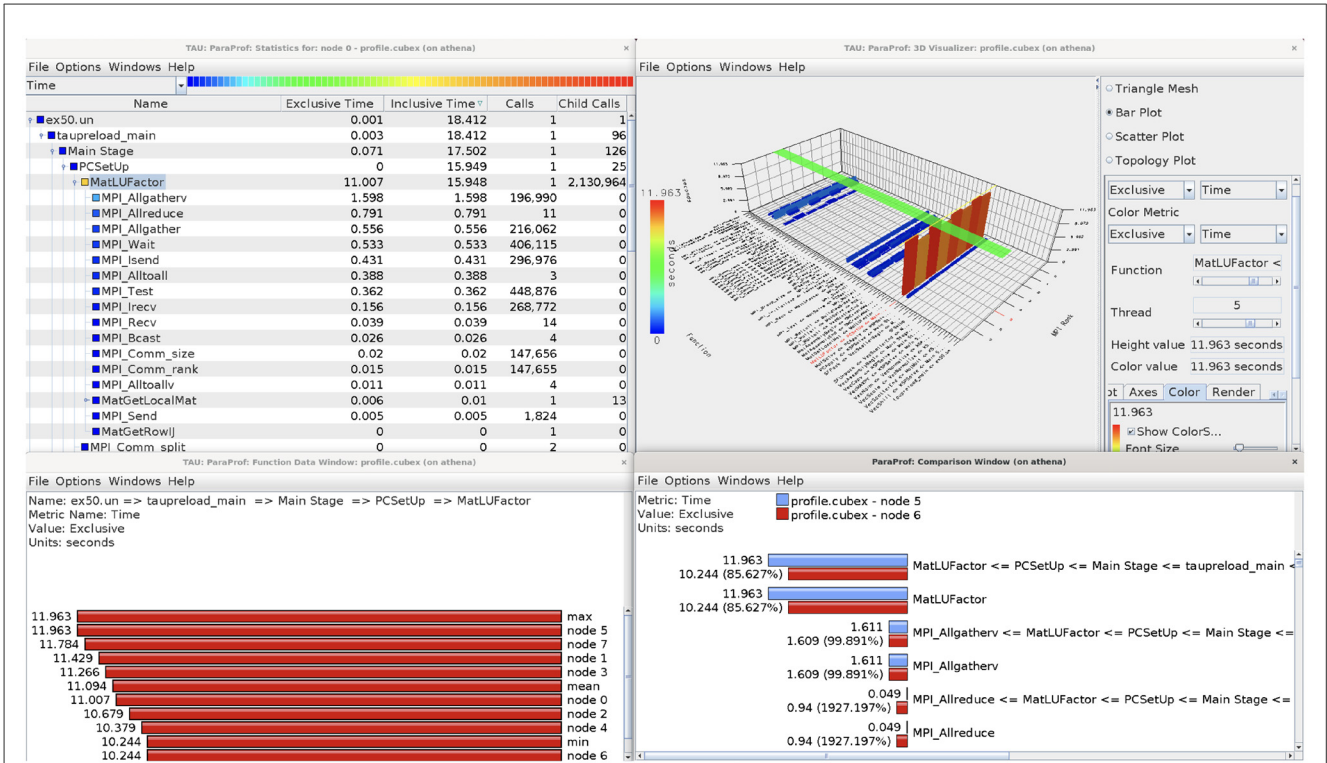 TAU: ParaProf: Statistics for: node 0 - profile.cubex (on athena)
File Options Windows Help
Time
Name Exclusive Time Inclusive Time Calls Child Calls
ex50.un 0.001 18.412 1 1
taupreload_main 0.003 18.412 1 96
Main Stage 0.071 17.502 1 126
PCSetUp 0 15.949 1 25
MatLUFactor 11.007 15.948 1 2,130,964
MPI_Allgatherv 1.598 1.598 196,990 0
MPI_Allreduce 0.791 0.791 11 0
MPI_Allgather 0.556 0.556 216,062 0
MPI_Wait 0.533 0.533 406,115 0
MPI_Isend 0.431 0.431 296,976 0
MPI_Alltoall 0.388 0.388 3 0
MPI_Test 0.362 0.362 448,876 0
MPI_Irecv 0.156 0.156 268,772 0
MPI_Recv 0.039 0.039 14 0
MPI_Bcast 0.026 0.026 4 0
MPI_Comm_size 0.02 0.02 147,656 0
MPI_Comm_rank 0.015 0.015 147,655 0
MPI_Alltoallv 0.011 0.011 4 0
MatGetLocalMat 0.006 0.01 1 13
MPI_Send 0.005 0.005 1,824 0
MatGetRowIJ 0 0 1 0
MPI_Comm_split 0 0 2 0
TAU: ParaProf: 3D Visualizer: profile.cubex (on athena)
File Options Windows Help
11.963
seconds
0
Function
MPI Rank
Triangle Mesh
Bar Plot
Scatter Plot
Topology Plot
Exclusive Time
Color Metric
Exclusive Time
Function MatLUFactor <
Thread 5
Height value 11.963 seconds
Color value 11.963 seconds
ot Axes Color Render
11.963
Show ColorS...
Font Size
TAU: ParaProf: Function Data Window: profile.cubex (on athena)
File Options Windows Help
Name: ex50.un => taupreload_main => Main Stage => PCSetUp => MatLUFactor
Metric Name: Time
Value: Exclusive
Units: seconds
11.963 max
11.963 node 5
11.784 node 7
11.429 node 1
11.266 node 3
11.094 mean
11.007 node 0
10.679 node 2
10.379 node 4
10.244 min
10.244 node 6
ParaProf: Comparison Window (on athena)
File Options Windows Help
Metric: Time profile.cubex - node 5
Value: Exclusive profile.cubex - node 6
Units: seconds
11.963
10.244 (85.627%)
MatLUFactor <= PCSetUp <= Main Stage <= taupreload_main <
11.963
10.244 (85.627%)
MatLUFactor
1.611
1.609 (99.891%)
MPI_Allgatherv <= MatLUFactor <= PCSetUp <= Main Stage <=
1.611
1.609 (99.891%)
MPI_Allgatherv
0.049
0.94 (1927.197%)
MPI_Allreduce <= MatLUFactor <= PCSetUp <= Main Stage <=
0.049
0.94 (1927.197%)
MPI_Allreduce